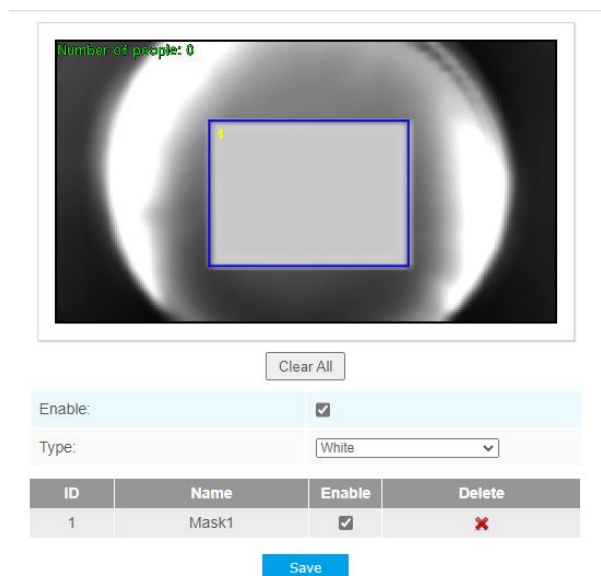 Number of people: 0
1
Clear All
Enable:
Type: White
ID Name Enable Delete
1 Mask1
Save